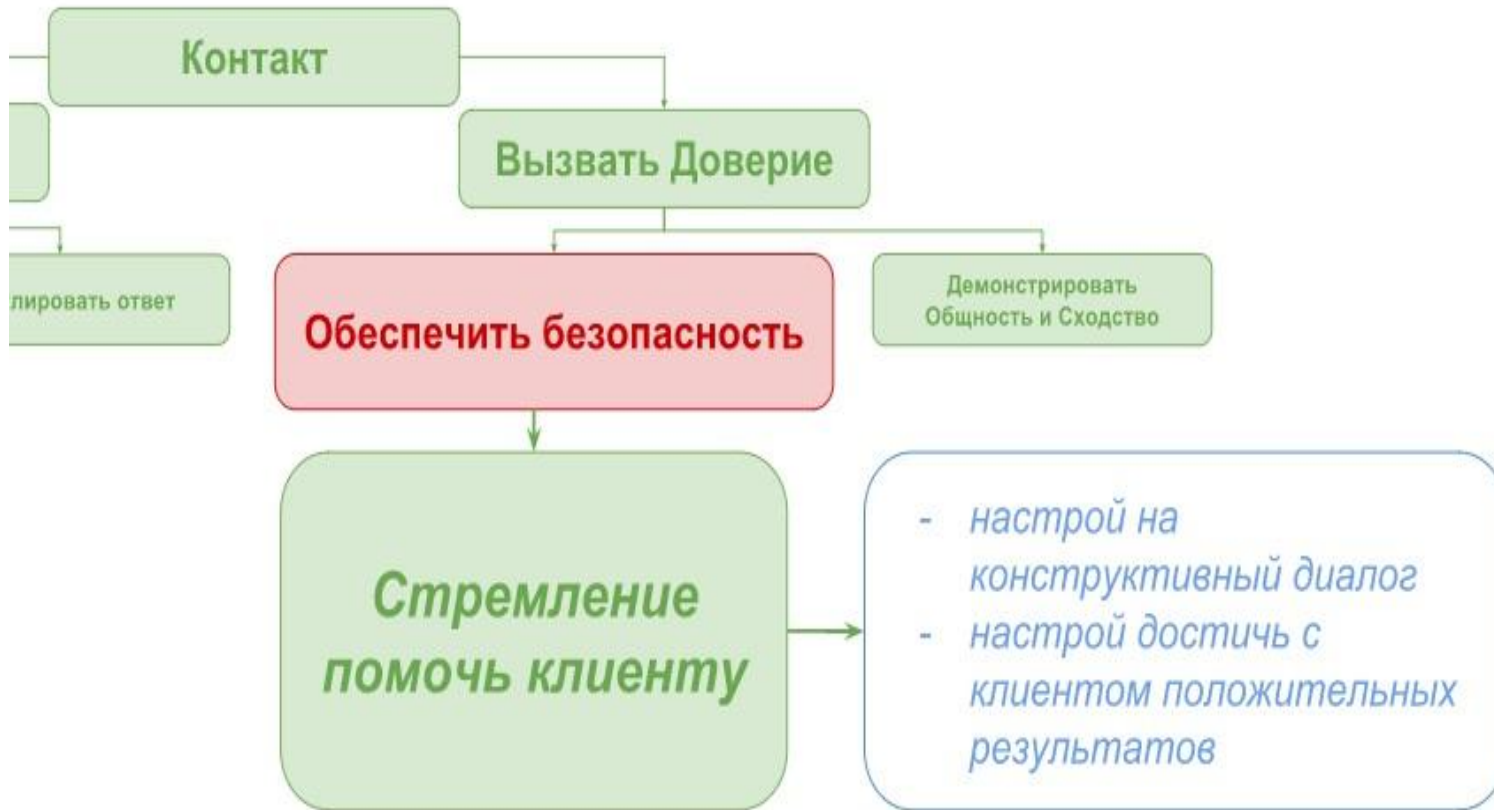 Контакт
Вызвать Доверие
лировать ответ
Обеспечить безопасность
Демонстрировать
Общность и Сходство
Стремление
помочь клиенту
- настрой на
конструктивный диалог
- настрой достичь с
клиентом положительных
результатов